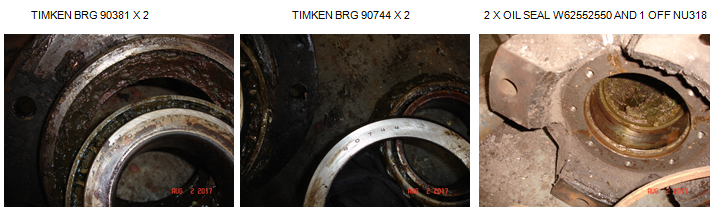 TIMKEN BRG 90381 X 2
TIMKEN BRG 90744 X 2
2 X OIL SEAL W62552550 AND 1 OFF NU318
AUG 2 2017
AUG 2 2017
AUG 2 2017